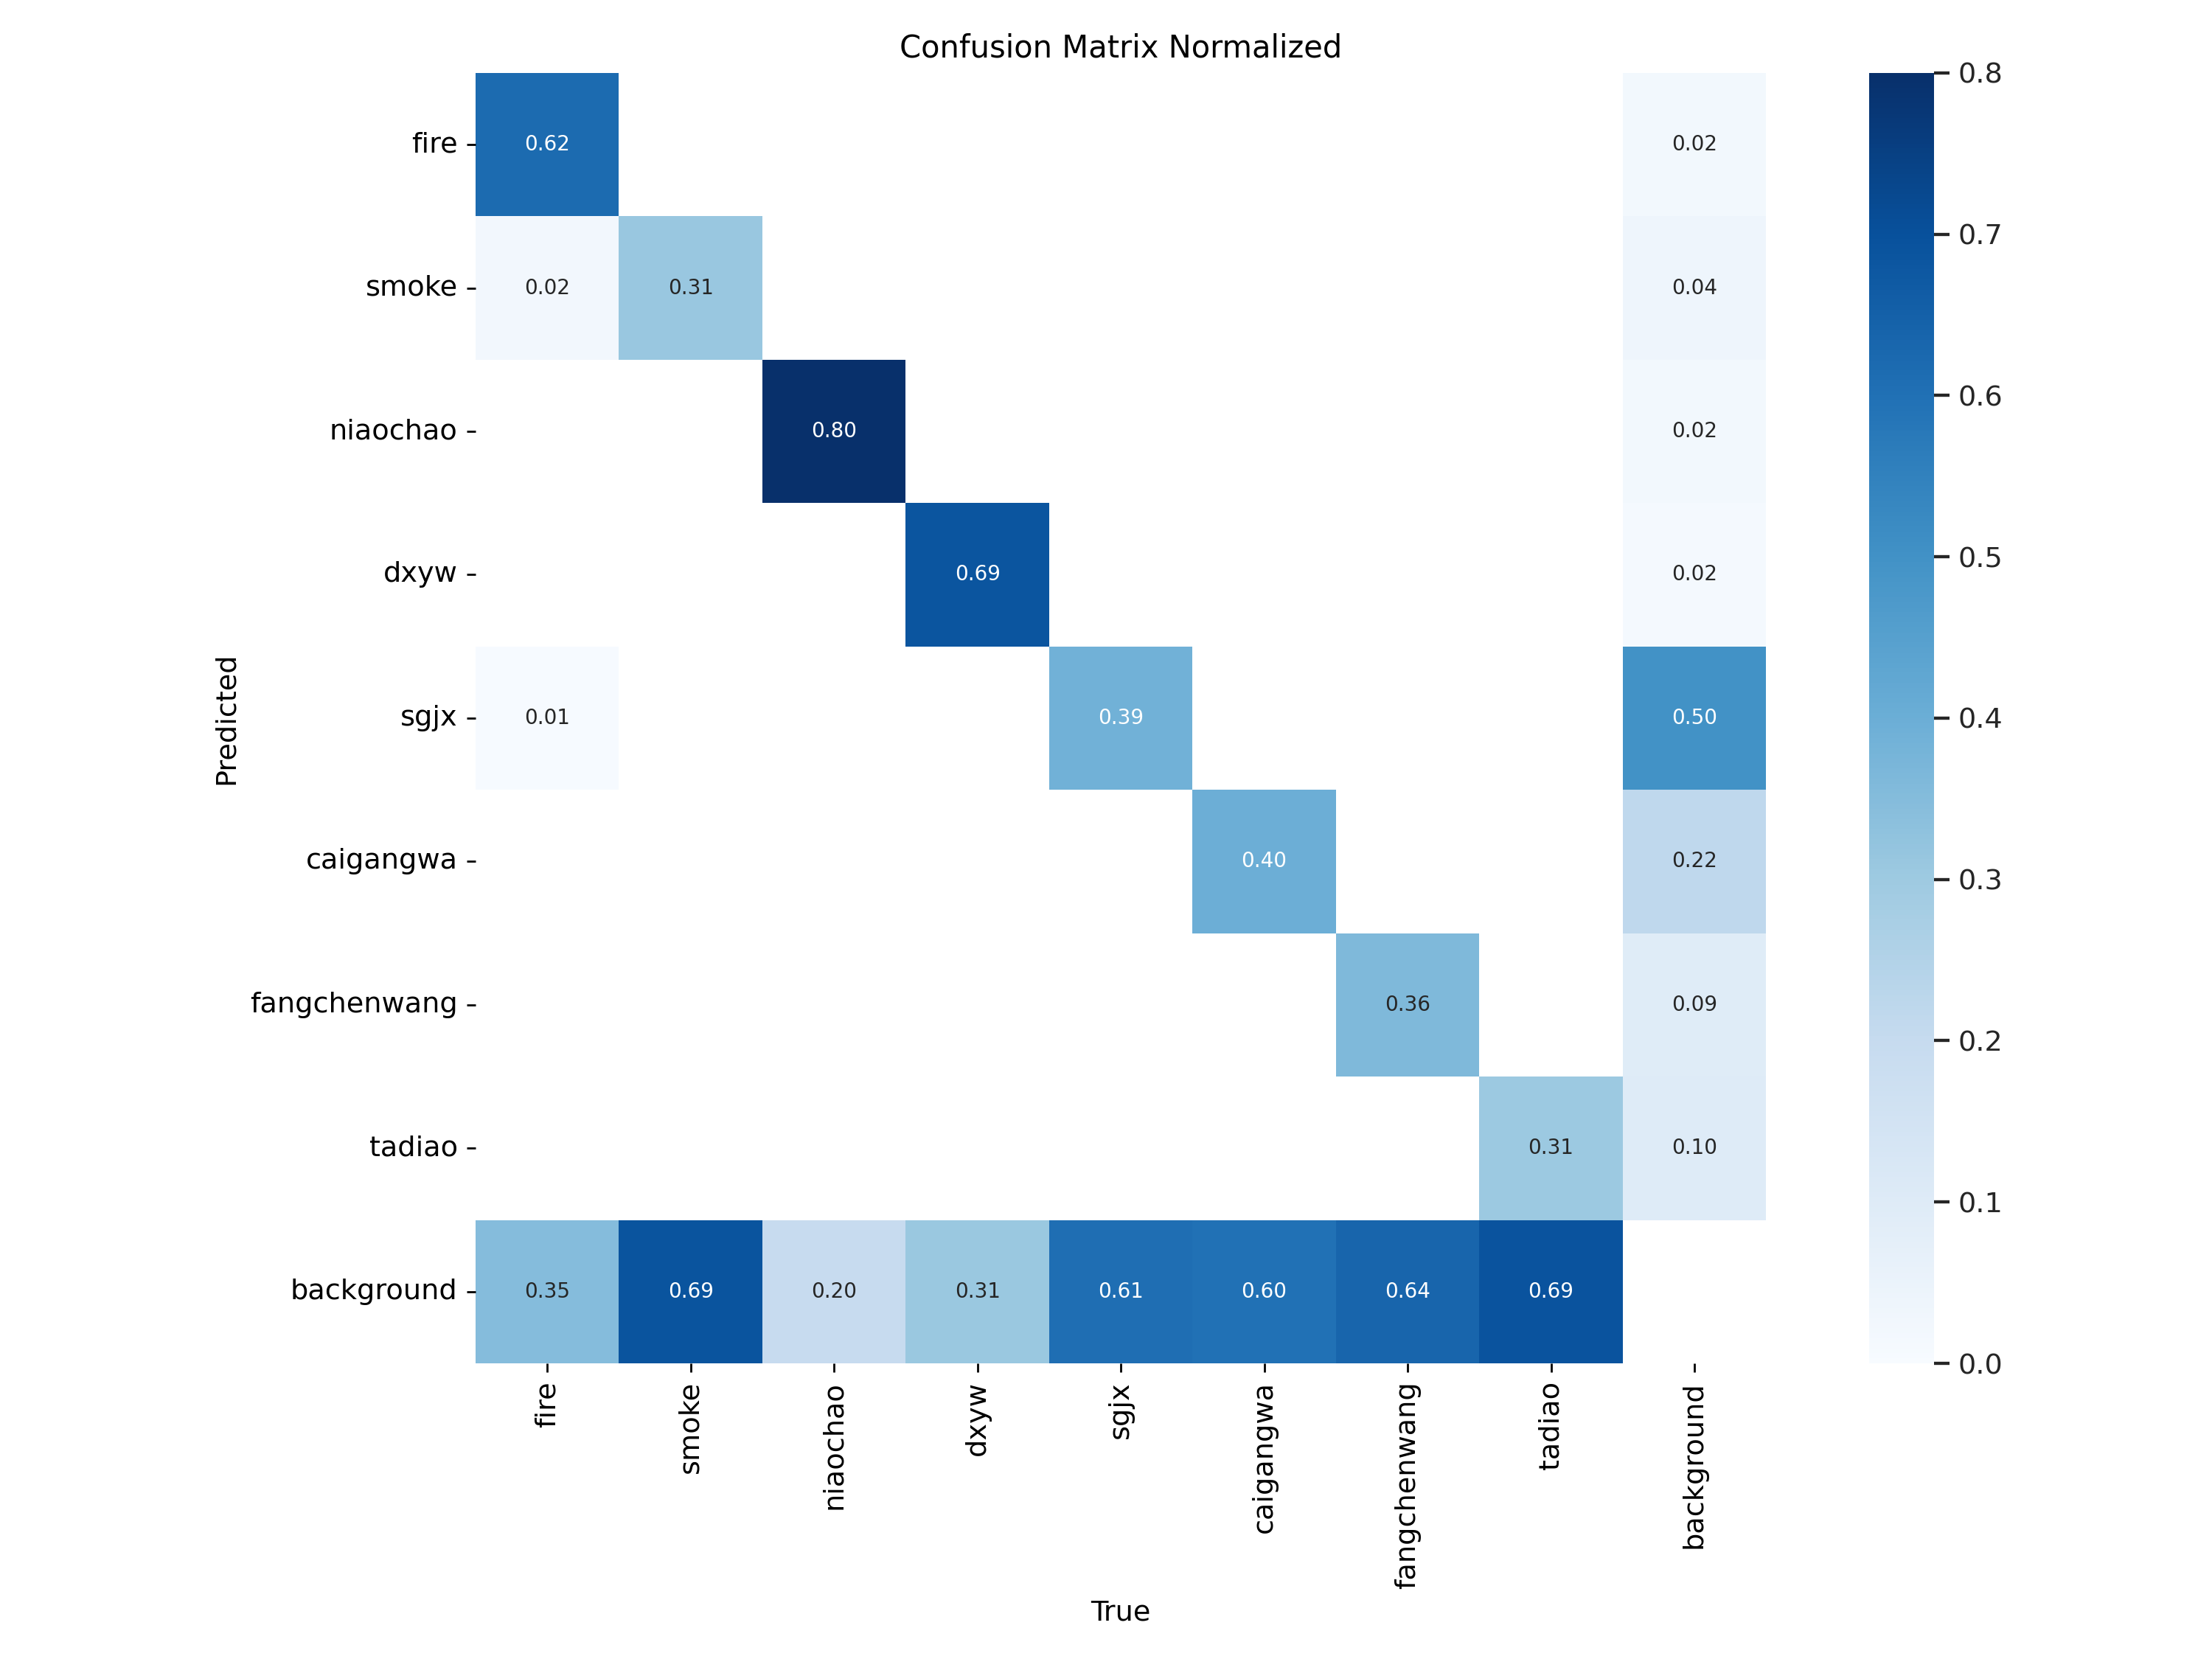 Confusion Matrix Normalized
Predicted
fire 0.62 0.02
smoke 0.02 0.31 0.04
niaochao 0.80 0.02
dxyw 0.69 0.02
sgjx 0.01 0.39 0.50
caigangwa 0.40 0.22
fangchenwang 0.36 0.09
tadiao 0.31 0.10
background 0.35 0.69 0.20 0.31 0.61 0.60 0.64 0.69
fire smoke niaochao dxyw sgjx caigangwa fangchenwang tadiao background
True
0.8
0.7
0.6
0.5
0.4
0.3
0.2
0.1
0.0